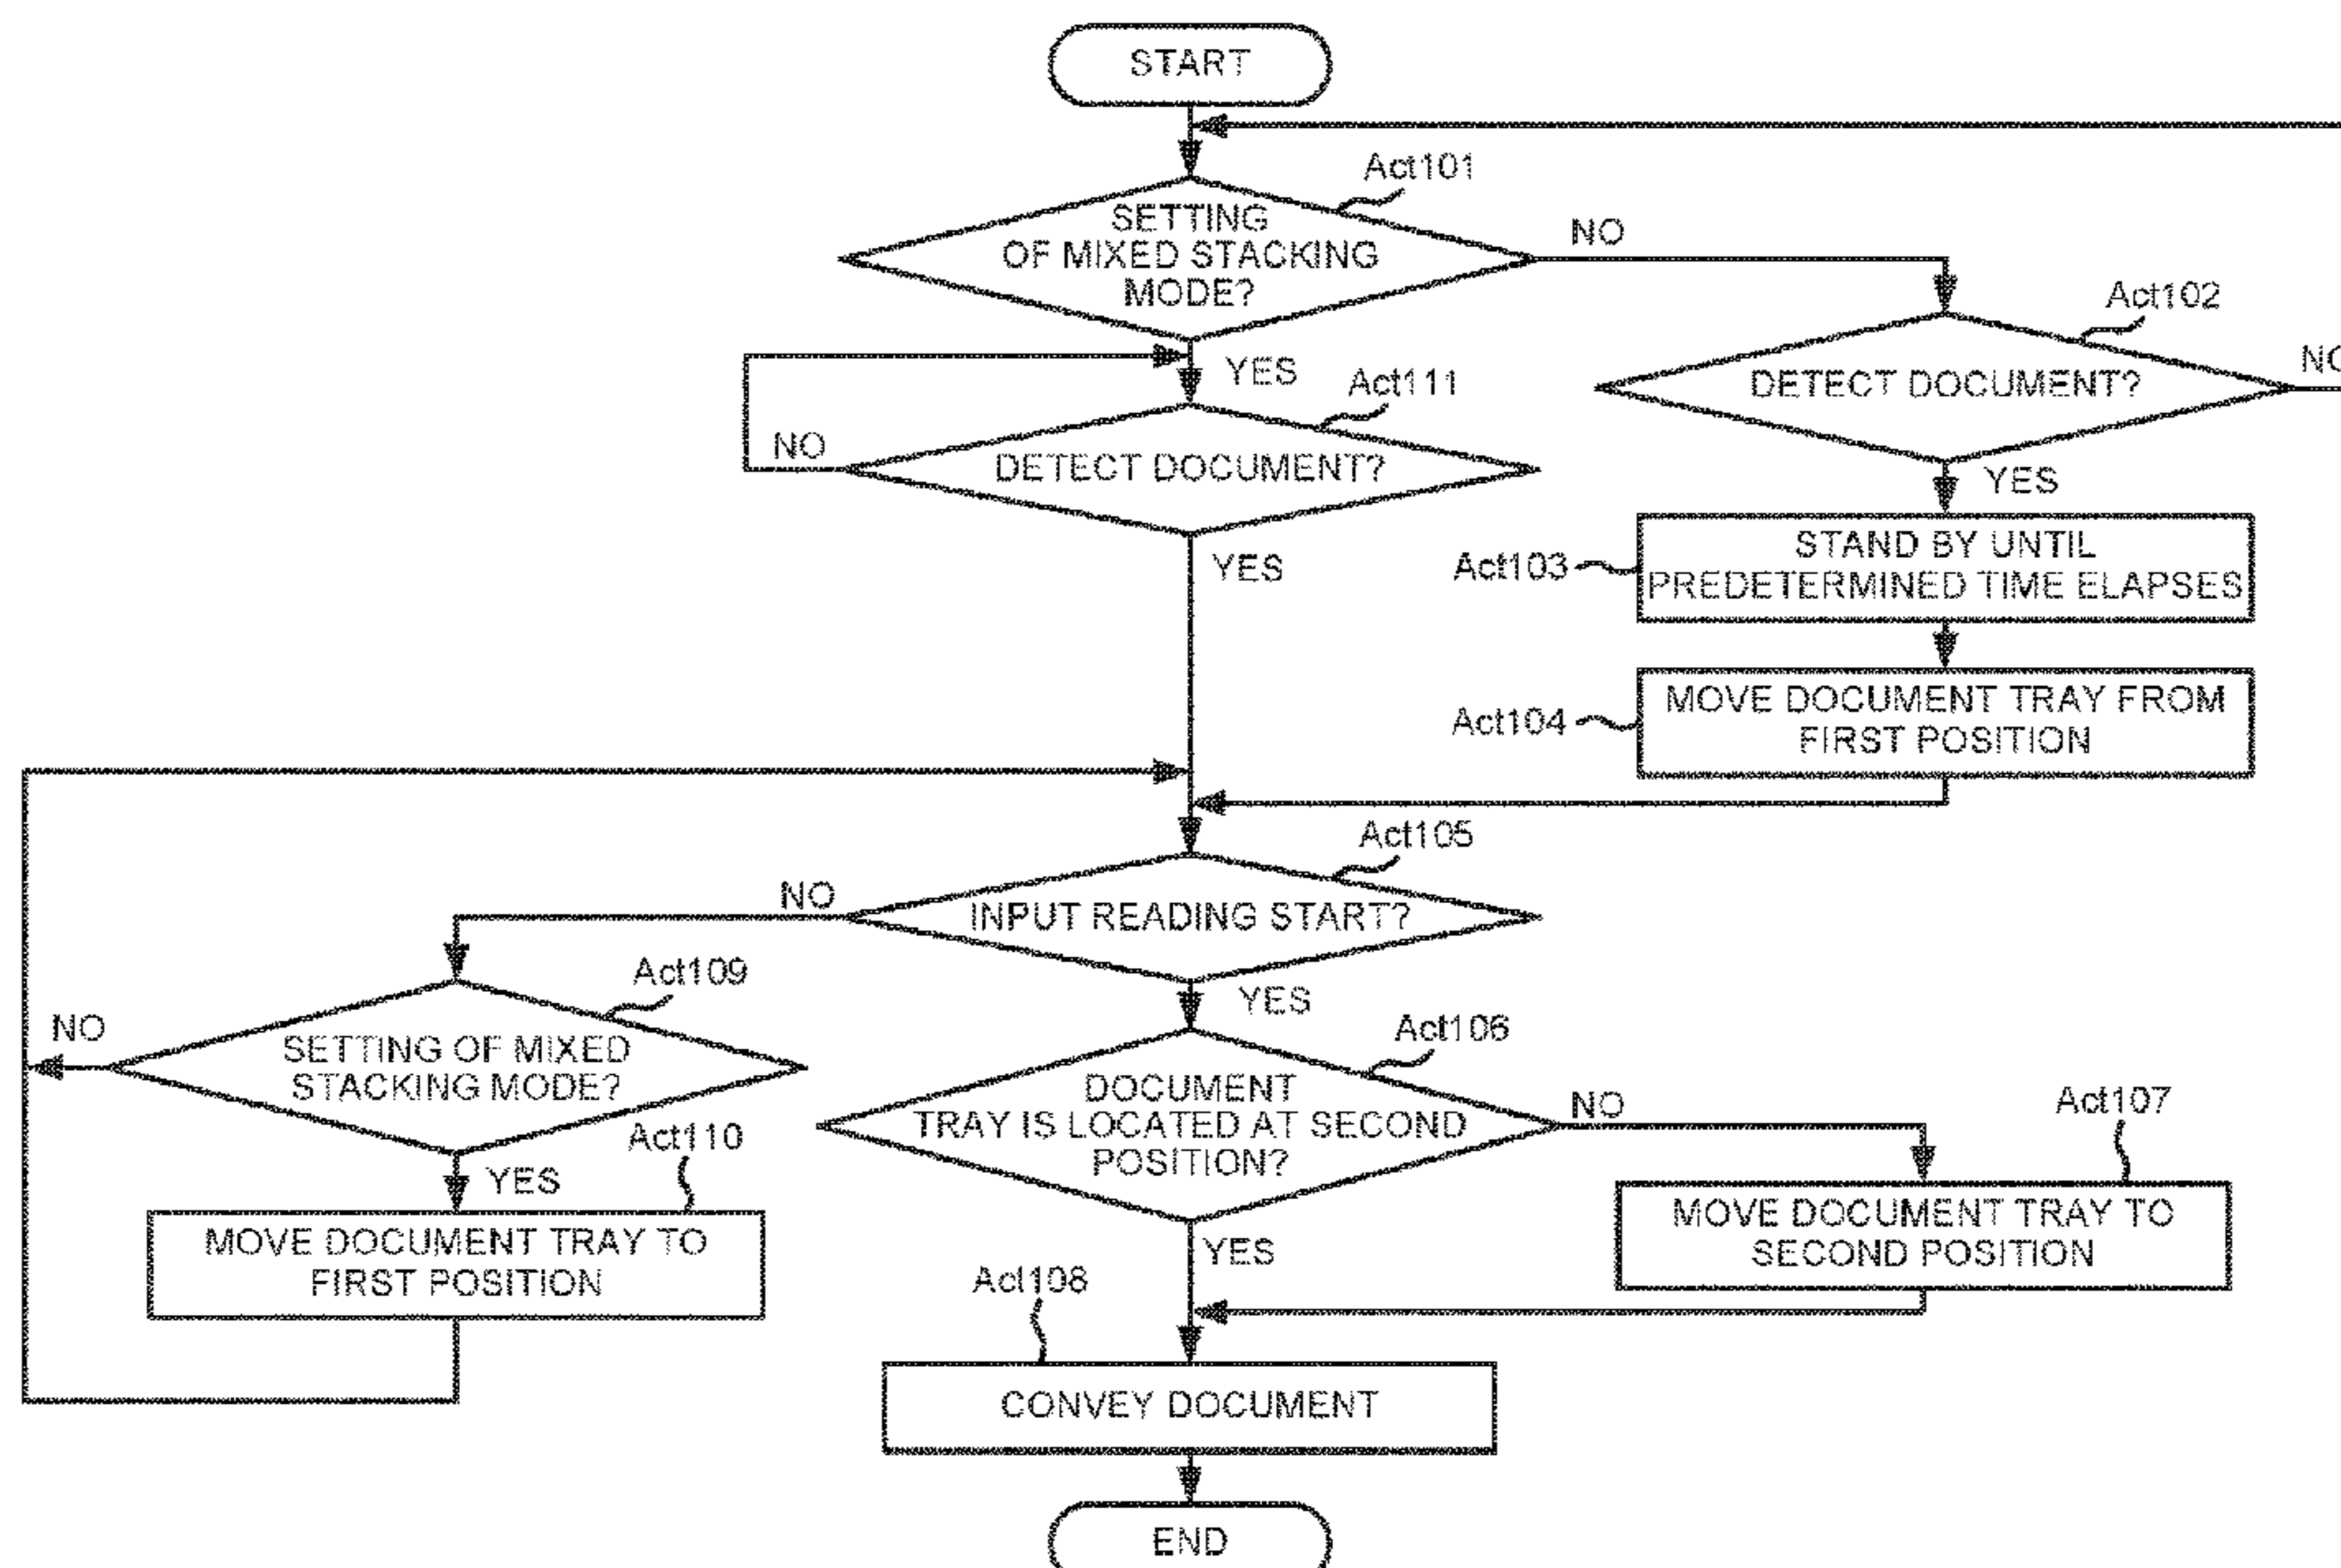 START
Act101
SETTING
OF MIXED STACKING
MODE?
NO
YES
Act102
DETECT DOCUMENT?
NO
YES
Act111
DETECT DOCUMENT?
NO
YES
Act103
STAND BY UNTIL
PREDETERMINED TIME ELAPSES
Act104
MOVE DOCUMENT TRAY FROM
FIRST POSITION
Act105
INPUT READING START?
NO
YES
Act109
SETTING OF MIXED
STACKING MODE?
NO
YES
Act110
MOVE DOCUMENT TRAY TO
FIRST POSITION
Act106
DOCUMENT
TRAY IS LOCATED AT SECOND
POSITION?
NO
YES
Act107
MOVE DOCUMENT TRAY TO
SECOND POSITION
Act108
CONVEY DOCUMENT
END